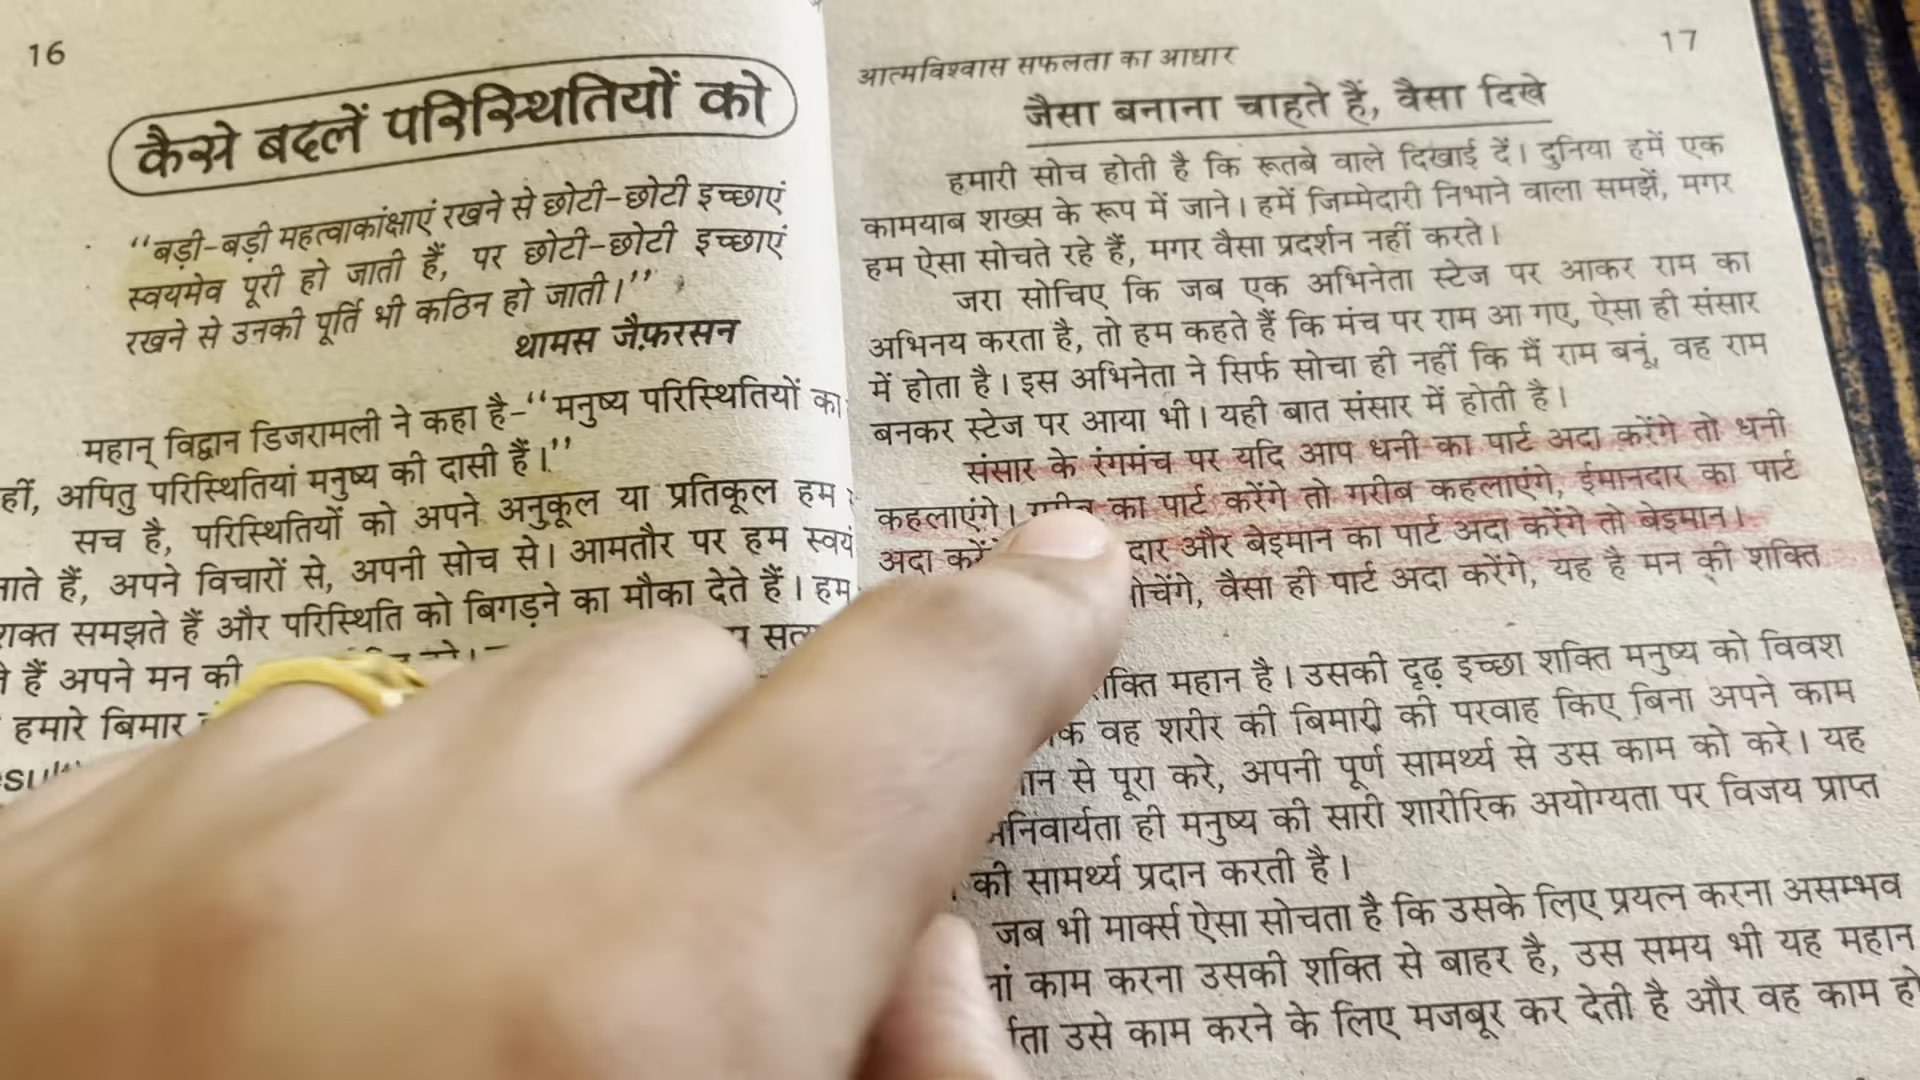 16
कैसे बदलें परिस्थितियों को
‘‘बड़ी-बड़ी महत्वाकांक्षाएं रखने से छोटी-छोटी इच्छाएं
स्वयमेव पूरी हो जाती हैं, पर छोटी-छोटी इच्छाएं
रखने से उनकी पूर्ति भी कठिन हो जाती।’’
थामस जैफ़रसन
महान् विद्वान डिजरामली ने कहा है-‘‘मनुष्य परिस्थितियों का
हीं, अपितु परिस्थितियां मनुष्य की दासी हैं।’’
सच है, परिस्थितियों को अपने अनुकूल या प्रतिकूल हम
नाते हैं, अपने विचारों से, अपनी सोच से। आमतौर पर हम स्वयं
शक्त समझते हैं और परिस्थिति को बिगड़ने का मौका देते हैं। हम
हैं अपने मन की
हमारे बिमार
17
आत्मविश्वास सफलता का आधार
जैसा बनाना चाहते हैं, वैसा दिखे
हमारी सोच होती है कि रूतबे वाले दिखाई दें। दुनिया हमें एक
कामयाब शख्स के रूप में जाने। हमें जिम्मेदारी निभाने वाला समझें, मगर
हम ऐसा सोचते रहे हैं, मगर वैसा प्रदर्शन नहीं करते।
जरा सोचिए कि जब एक अभिनेता स्टेज पर आकर राम का
अभिनय करता है, तो हम कहते हैं कि मंच पर राम आ गए, ऐसा ही संसार
में होता है। इस अभिनेता ने सिर्फ सोचा ही नहीं कि मैं राम बनूं, वह राम
बनकर स्टेज पर आया भी। यही बात संसार में होती है।
संसार के रंगमंच पर यदि आप धनी का पार्ट अदा करेंगे तो धनी
कहलाएंगे। गरीब का पार्ट करेंगे तो गरीब कहलाएंगे, ईमानदार का पार्ट
अदा करें दार और बेइमान का पार्ट अदा करेंगे तो बेइमान।
ोचेंगे, वैसा ही पार्ट अदा करेंगे, यह है मन की शक्ति
क्ति महान है। उसकी दृढ़ इच्छा शक्ति मनुष्य को विवश
वह शरीर की बिमारी की परवाह किए बिना अपने काम
से पूरा करे, अपनी पूर्ण सामर्थ्य से उस काम को करे। यह
अनिवार्यता ही मनुष्य की सारी शारीरिक अयोग्यता पर विजय प्राप्त
की सामर्थ्य प्रदान करती है।
जब भी मार्क्स ऐसा सोचता है कि उसके लिए प्रयत्न करना असम्भव
काम करना उसकी शक्ति से बाहर है, उस समय भी यह महान
उसे काम करने के लिए मजबूर कर देती है और वह काम हो